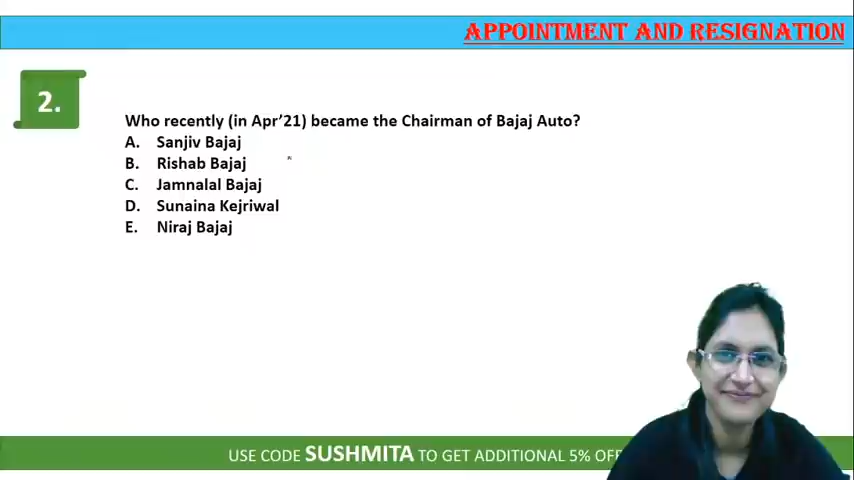 APPOINTMENT AND RESIGNATION
2.
Who recently (in Apr’21) became the Chairman of Bajaj Auto?
A. Sanjiv Bajaj
B. Rishab Bajaj
C. Jamnalal Bajaj
D. Sunaina Kejriwal
E. Niraj Bajaj
USE CODE SUSHMITA TO GET ADDITIONAL 5% OFF